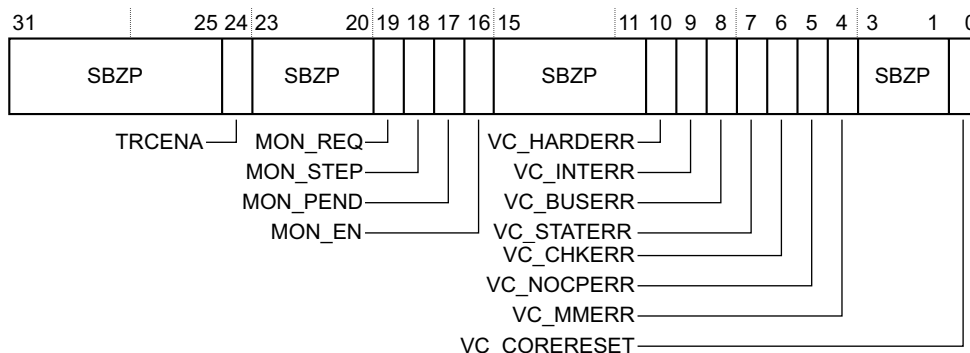 31 25 24 23 20 19 18 17 16 15 11 10 9 8 7 6 5 4 3 1 0
SBZP SBZP SBZP SBZP
TRCENA MON_REQ VC_HARDERR
MON_STEP VC_INTERR
MON_PEND VC_BUSERR
MON_EN VC_STATERR
VC_CHKERR
VC_NOCPERR
VC_MMERR
VC_CORERESET